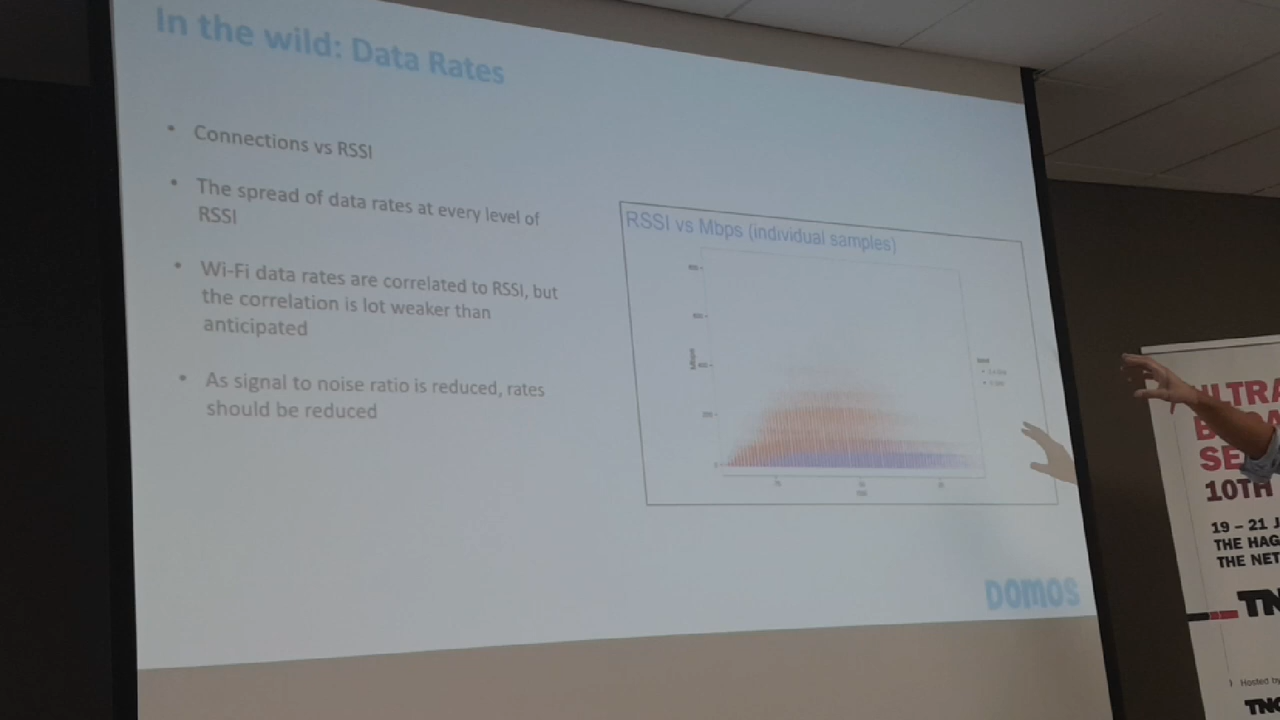 In the wild: Data Rates
• Connections vs RSSI
• The spread of data rates at every level of
RSSI
• Wi-Fi data rates are correlated to RSSI, but
the correlation is lot weaker than
anticipated
• As signal to noise ratio is reduced, rates
should be reduced
RSSI vs Mbps (individual samples)
Mbps
DOMOS
10TH
19 – 21 J
THE HAG
THE NET
Hosted by